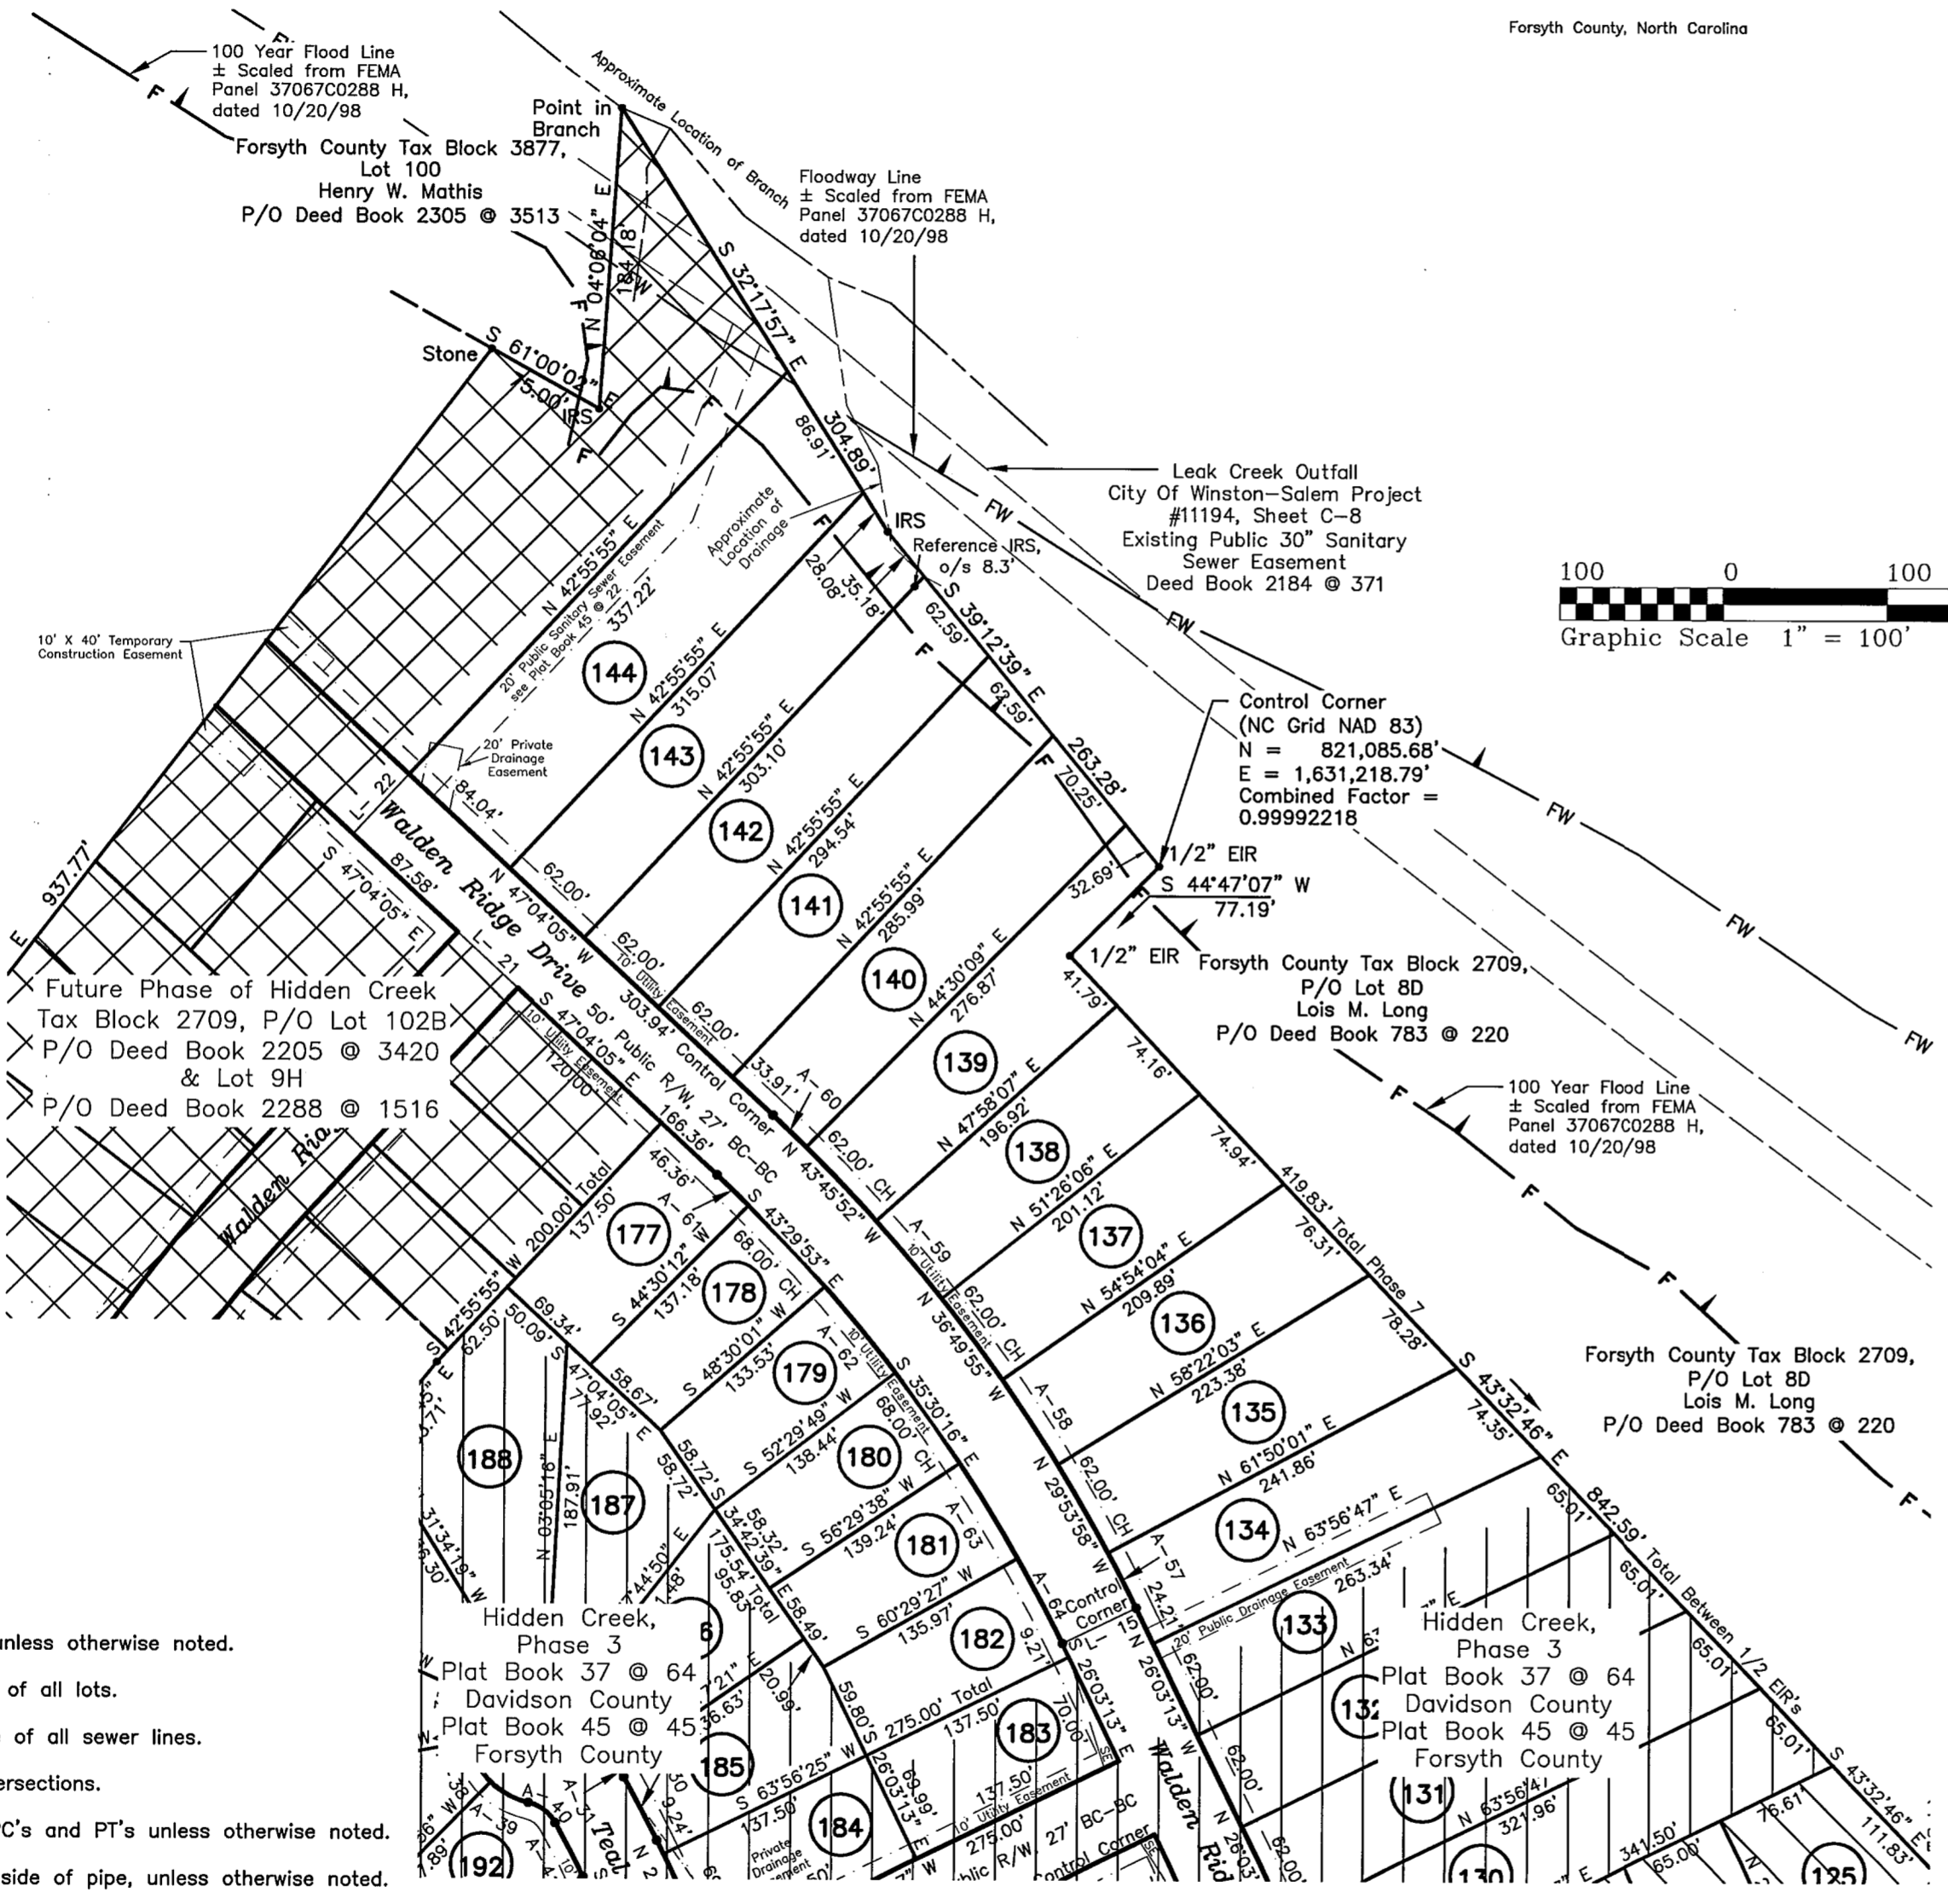 Forsyth County, North Carolina
100 Year Flood Line
± Scaled from FEMA
Panel 37067C0288 H,
dated 10/20/98
F
F
Point in
Branch
Approximate Location of Branch
Forsyth County Tax Block 3877,
Lot 100
Henry W. Mathis
P/O Deed Book 2305 @ 3513
Floodway Line
± Scaled from FEMA
Panel 37067C0288 H,
dated 10/20/98
N 04°06'04" E
184.18'
S 32°17'57" E
304.89'
Stone
S 61°00'02" E
75.00'
IRS
F
F
F
86.91'
Leak Creek Outfall
City Of Winston-Salem Project
#11194, Sheet C-8
Existing Public 30" Sanitary
Sewer Easement
Deed Book 2184 @ 371
FW
IRS
Reference IRS,
o/s 8.3'
Approximate
Location of
Drainage
F
28.08'
35.18'
62.59'
S 39°12'39" E
263.28'
FW
100 0 100
Graphic Scale 1" = 100'
N 42°55'55" E
20' Public Sanitary Sewer Easement
see Plat Book 45 @ 22
337.22'
144
10' X 40' Temporary
Construction Easement
N 42°55'55" E
315.07'
143
F
62.59'
F
70.25'
Control Corner
(NC Grid NAD 83)
N = 821,085.68'
E = 1,631,218.79'
Combined Factor =
0.99992218
20' Private
Drainage
Easement
N 42°55'55" E
303.10'
142
L- 22
84.04'
Walden Ridge Drive
50' Public R/W, 27' BC-BC
87.58'
S 47°04'05" E
937.77'
E
N 42°55'55" E
294.54'
141
32.69'
1/2" EIR
S 44°47'07" W
77.19'
FW
FW
FW
62.00'
N 47°04'05" W
303.94'
Control Corner
62.00'
10' Utility Easement
62.00'
33.91'
N 42°55'55" E
285.99'
140
1/2" EIR
Forsyth County Tax Block 2709,
P/O Lot 8D
Lois M. Long
P/O Deed Book 783 @ 220
L- 21
Future Phase of Hidden Creek
Tax Block 2709, P/O Lot 102B
P/O Deed Book 2205 @ 3420
& Lot 9H
P/O Deed Book 2288 @ 1516
Walden
S 47°04'05" E
10' Utility Easement
120.00'
166.36'
46.36'
N 44°30'09" E
276.87'
139
41.79'
74.16'
A- 60
62.00' CH
N 43°45'52" W
N 47°58'07" E
196.92'
138
74.94'
100 Year Flood Line
± Scaled from FEMA
Panel 37067C0288 H,
dated 10/20/98
F
F
F
F
200.00' Total
137.50'
177
A- 61
S 43°29'53" E
68.00' CH
A- 59
10' Utility Easement
N 36°49'55" W
62.00' CH
N 51°26'06" E
201.12'
137
419.83' Total Phase 7
76.31'
S 44°30'12" W
137.18'
178
N 54°54'04" E
209.89'
136
78.28'
S 42°55'55" W
62.50'
50.09'
69.34'
S 47°04'05" E
77.92'
58.67'
S 48°30'01" W
133.53'
179
A- 62
10' Utility Easement
S 35°30'16" E
68.00' CH
A- 58
N 29°53'58" W
62.00' CH
N 58°22'03" E
223.38'
135
S 43°32'46" E
74.35'
Forsyth County Tax Block 2709,
P/O Lot 8D
Lois M. Long
P/O Deed Book 783 @ 220
188
N 03°05'16" E
187.91'
187
58.72'
58.72'
S 34°42'39" E
175.54' Total
95.83'
58.32'
S 52°29'49" W
138.44'
180
S 56°29'38" W
139.24'
181
A- 63
N 61°50'01" E
241.86'
134
65.01'
842.59' Total Between 1/2 EIR's
N 63°56'47" E
20' Public Drainage Easement
263.34'
A- 57
24.21'
A- 64
Control
Corner
L- 15
9.21'
31°34'19" W
58.49'
S 60°29'27" W
135.97'
182
133
65.01'
65.01'
65.01'
unless otherwise noted.
of all lots.
of all sewer lines.
ersections.
C's and PT's unless otherwise noted.
side of pipe, unless otherwise noted.
Hidden Creek,
Phase 3
Plat Book 37 @ 64
Davidson County
Plat Book 45 @ 45
Forsyth County
20.99'
36.63'
185
59.80'
275.00' Total
137.50'
S 26°03'13" E
70.00'
183
N 26°03'13" W
62.00'
62.00'
62.00'
Hidden Creek,
Phase 3
Plat Book 37 @ 64
Davidson County
Plat Book 45 @ 45
Forsyth County
132
131
N 63°56'47"
321.96'
130
S 63°56'25" W
137.50'
S 26°03'13" E
69.99'
184
137.50'
10' Utility Easement
275.00'
27' BC-BC
Control Corner
Walden
Private
Drainage
A- 40
A- 39
A- 31
Teal
9.24'
192
341.50'
65.00'
76.61'
S 43°32'46" E
111.83'
125